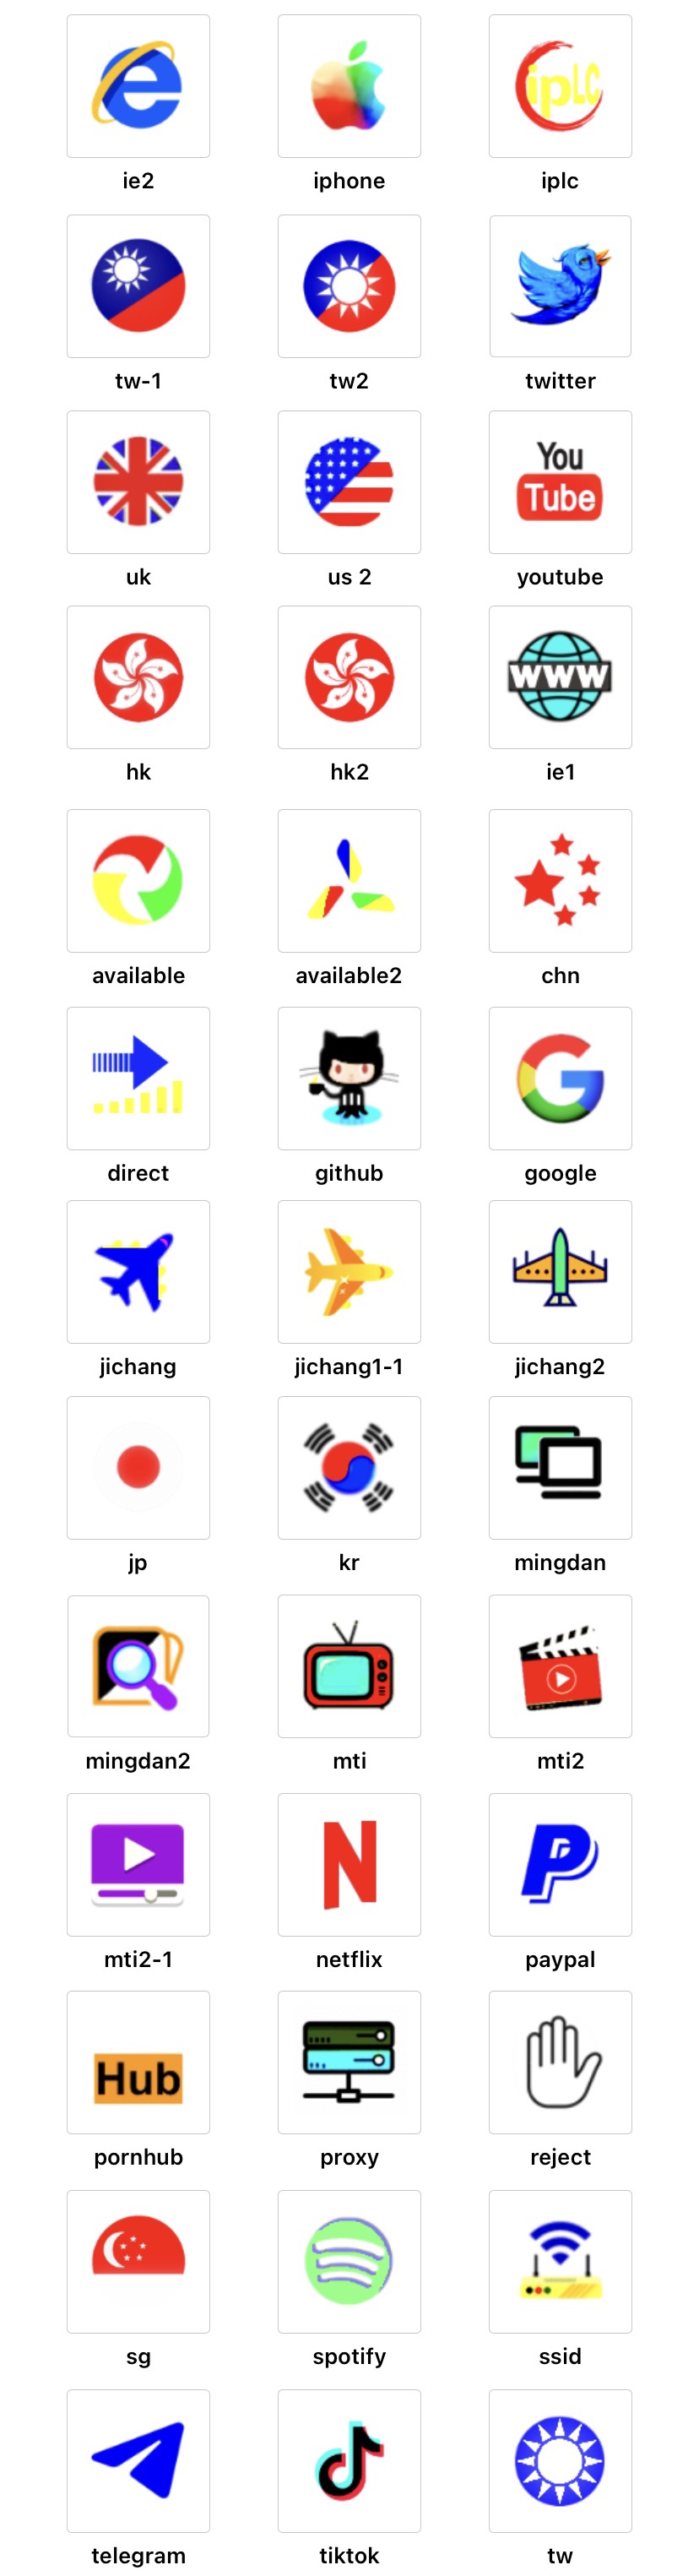 ipLC
ie2 iphone iplc
tw-1 tw2 twitter
You
Tube
uk us 2 youtube
WWW
hk hk2 ie1
available available2 chn
direct github google
jichang jichang1-1 jichang2
jp kr mingdan
mingdan2 mti mti2
N
mti2-1 netflix paypal
Hub
pornhub proxy reject
sg spotify ssid
telegram tiktok tw